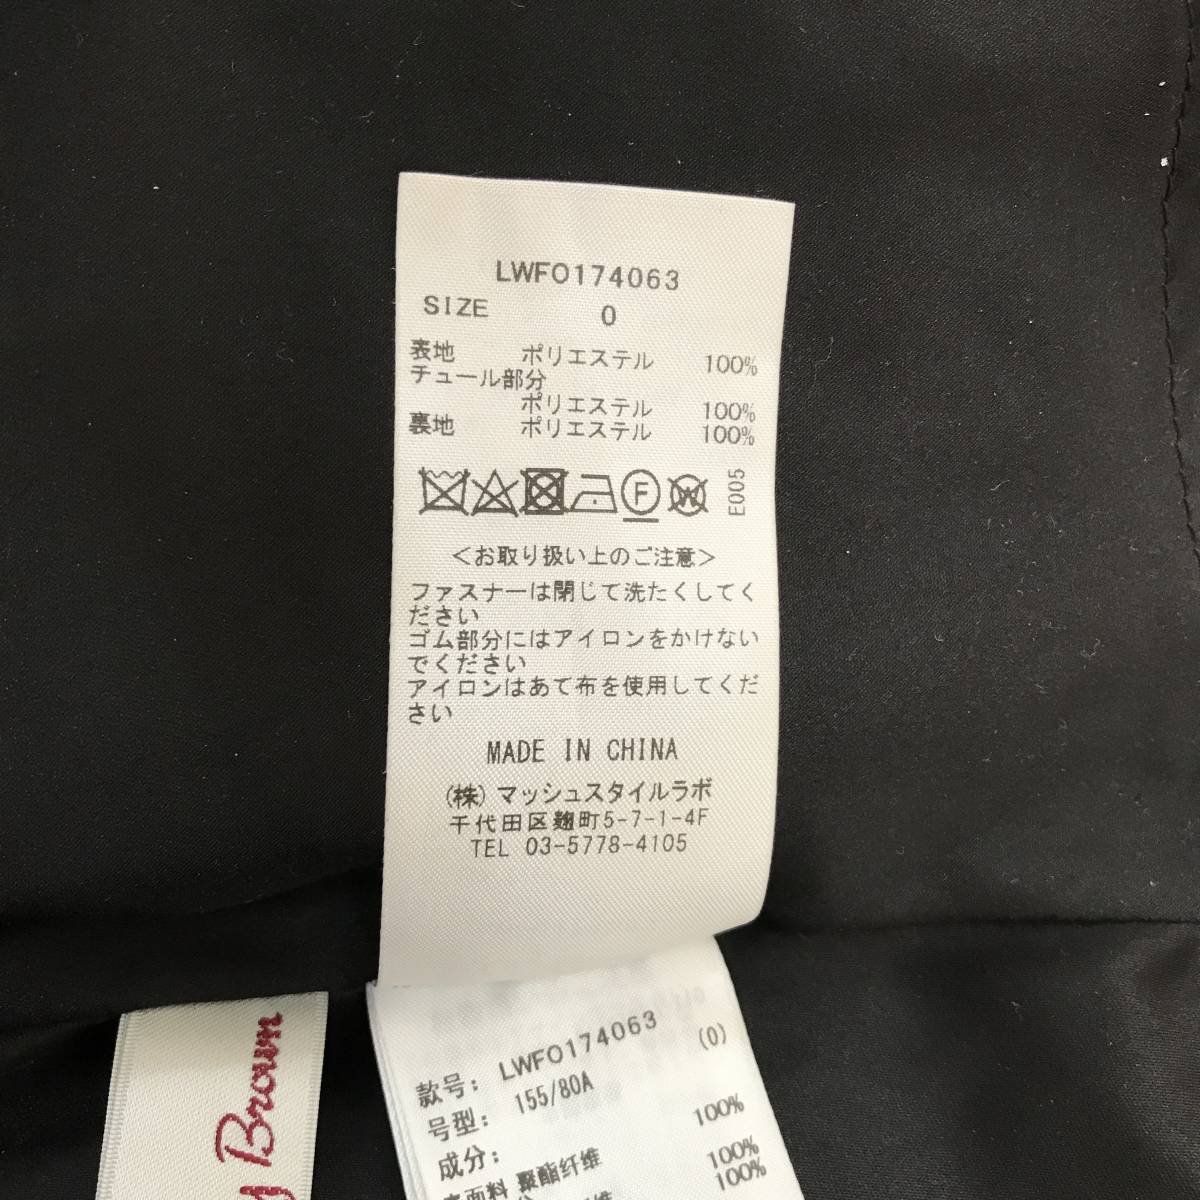 LWFO174063
SIZE 0
表地 ポリエステル 100%
チュール部分
ポリエステル 100%
裏地 ポリエステル 100%
F W E005
＜お取り扱い上のご注意＞
ファスナーは閉じて洗たくしてく
ださい
ゴム部分にはアイロンをかけない
でください
アイロンはあて布を使用してくだ
さい
MADE IN CHINA
(株)マッシュスタイルラボ
千代田区麹町5-7-1-4F
TEL 03-5778-4105
款号: LWFO174063
号型: 155/80A (0)
成分:
表面料 聚酯纤维 100%
100%
100%
Brown